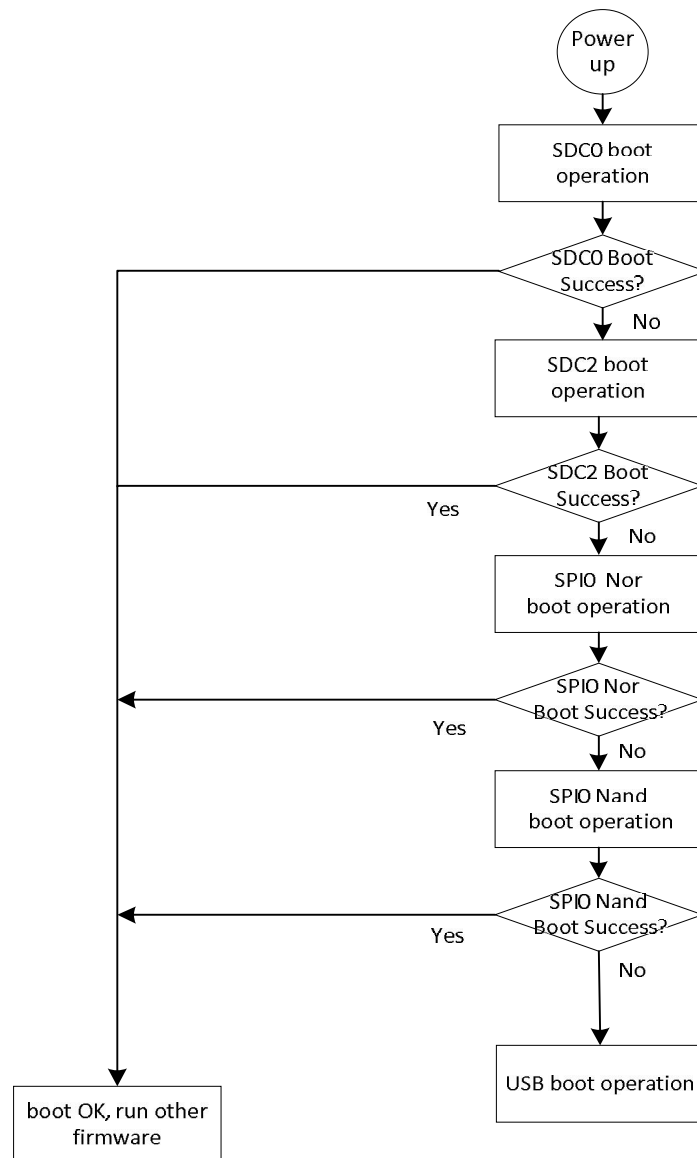 Power
up
SDC0 boot
operation
SDC0 Boot
Success?
No
SDC2 boot
operation
SDC2 Boot
Success?
Yes
No
SPI0 Nor
boot operation
SPI0 Nor
Boot Success?
Yes
No
SPI0 Nand
boot operation
SPI0 Nand
Boot Success?
Yes
No
USB boot operation
boot OK, run other
firmware